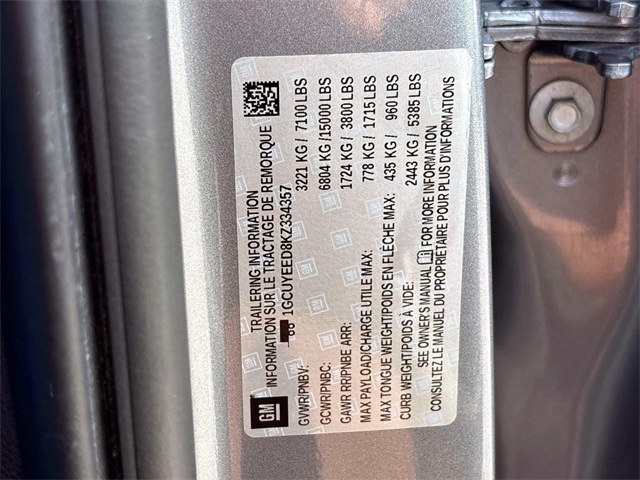 GM
TRAILERING INFORMATION
INFORMATION SUR LE TRACTAGE DE REMORQUE
1GCUYEED8KZ334357
GVWR/PNBV: 3221 KG / 7100 LBS
GCWR/PNBC: 6804 KG /15000 LBS
GAWR RR/PNBE ARR: 1724 KG / 3800 LBS
MAX PAYLOAD/CHARGE UTILE MAX: 778 KG / 1715 LBS
MAX TONGUE WEIGHT/POIDS EN FLÈCHE MAX: 435 KG / 960 LBS
CURB WEIGHT/POIDS À VIDE: 2443 KG / 5385 LBS
SEE OWNER'S MANUAL FOR MORE INFORMATION
CONSULTEZ LE MANUEL DU PROPRIÉTAIRE POUR PLUS D'INFORMATIONS